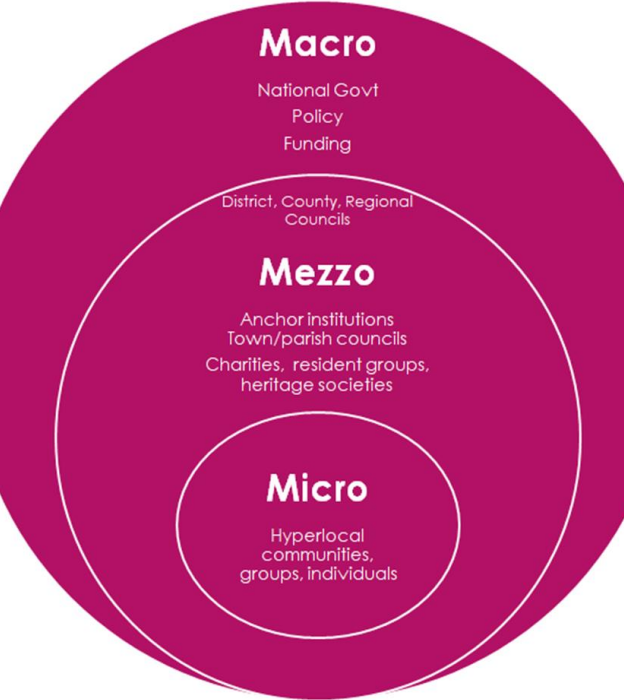 Macro
National Govt
Policy
Funding
District, County, Regional
Councils
Mezzo
Anchor institutions
Town/parish councils
Charities, resident groups,
heritage societies
Micro
Hyperlocal
communities,
groups, individuals